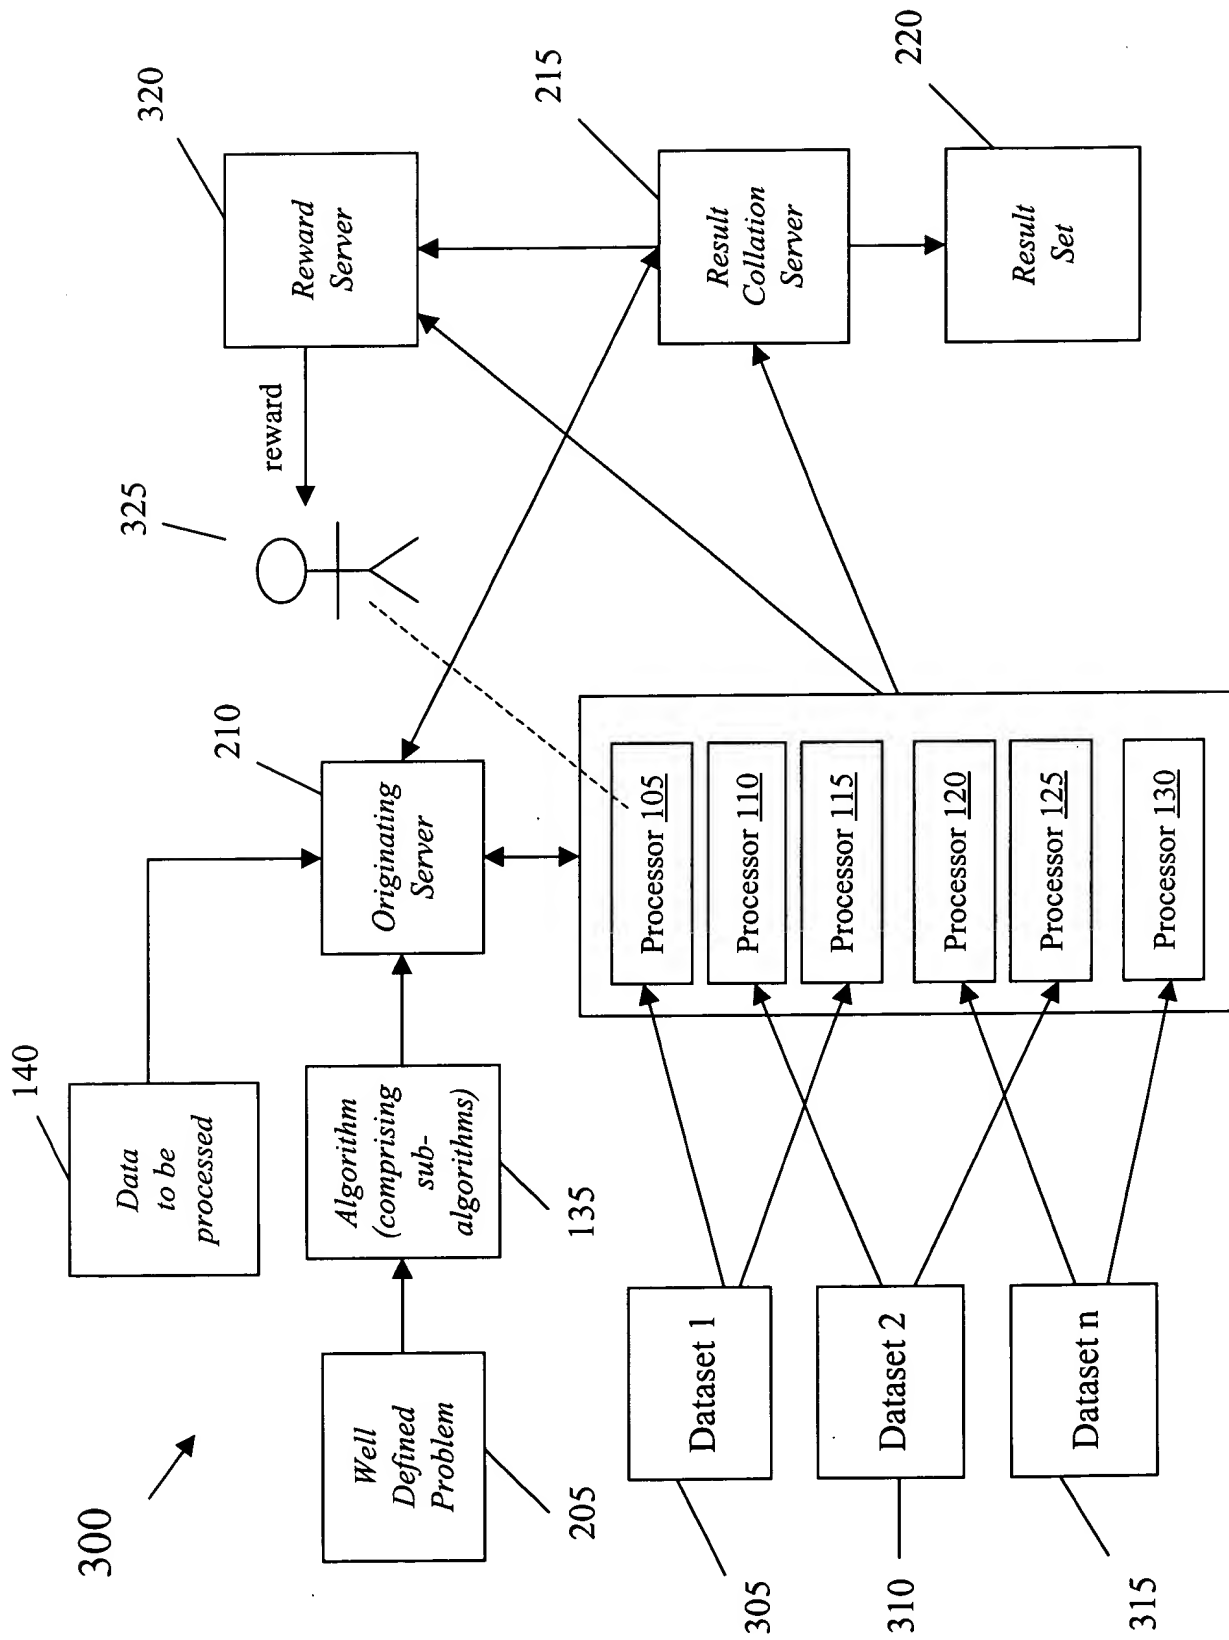 300
140
Data
to be
processed
Well
Defined
Problem
205
Algorithm
(comprising
sub-
algorithms)
135
210
Originating
Server
325
reward
320
Reward
Server
215
Result
Collation
Server
220
Result
Set
Processor 105
Processor 110
Processor 115
Processor 120
Processor 125
Processor 130
Dataset 1
305
Dataset 2
310
Dataset n
315